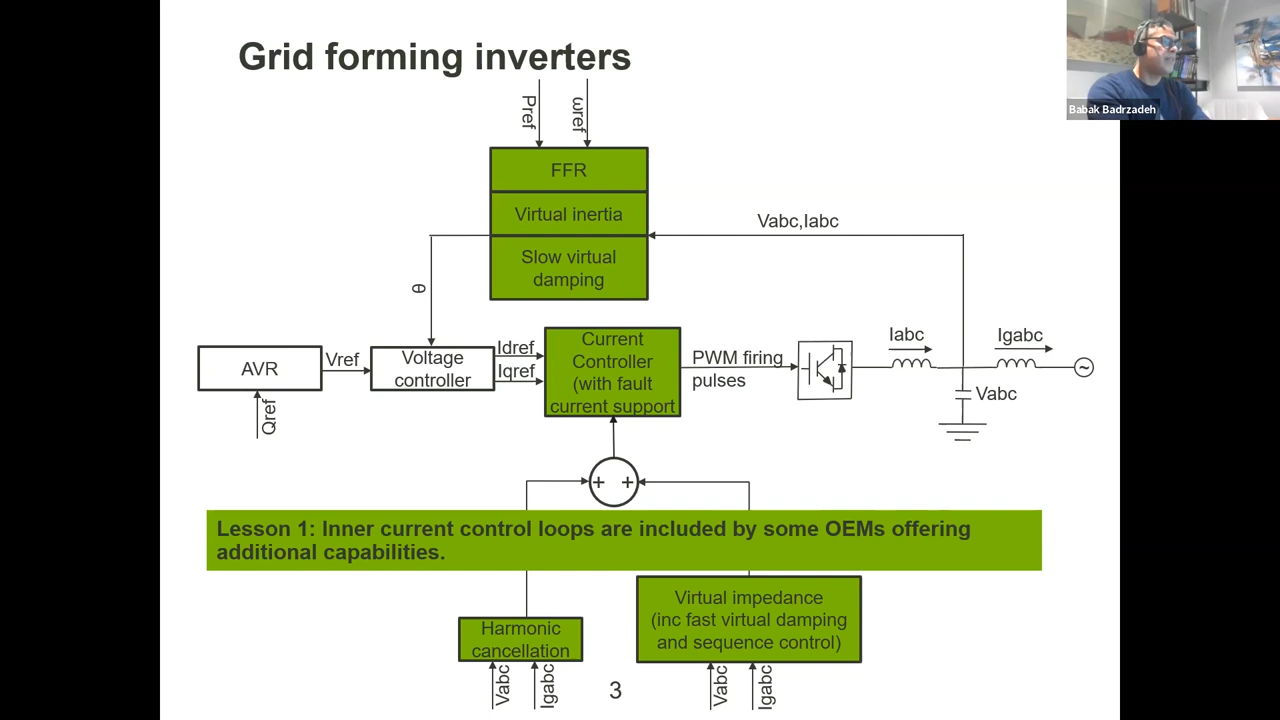 Grid forming inverters
Babak Badrzadeh
Pref
ωref
FFR
Virtual inertia
Slow virtual
damping
Vabc,Iabc
θ
AVR
Vref
Voltage
controller
Idref
Iqref
Current
Controller
(with fault
current support
PWM firing
pulses
Iabc
Igabc
~
Vabc
Qref
+ +
Lesson 1: Inner current control loops are included by some OEMs offering
additional capabilities.
Harmonic
cancellation
Virtual impedance
(inc fast virtual damping
and sequence control)
Vabc
Igabc
3
Vabc
Igabc